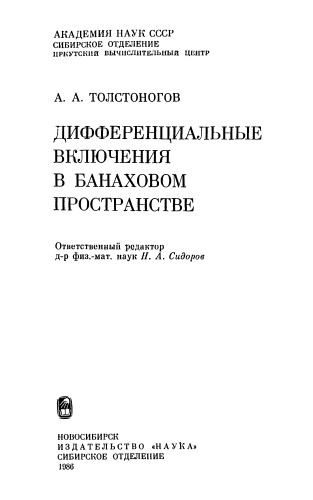 АКАДЕМИЯ НАУК СССР
СИБИРСКОЕ ОТДЕЛЕНИЕ
ИРКУТСКИЙ ВЫЧИСЛИТЕЛЬНЫЙ ЦЕНТР
А. А. ТОЛСТОНОГОВ
ДИФФЕРЕНЦИАЛЬНЫЕ
ВКЛЮЧЕНИЯ
В БАНАХОВОМ
ПРОСТРАНСТВЕ
Ответственный редактор
д-р физ.-мат. наук Н. А. Сидоров
НОВОСИБИРСК
ИЗДАТЕЛЬСТВО «НАУКА»
СИБИРСКОЕ ОТДЕЛЕНИЕ
1986